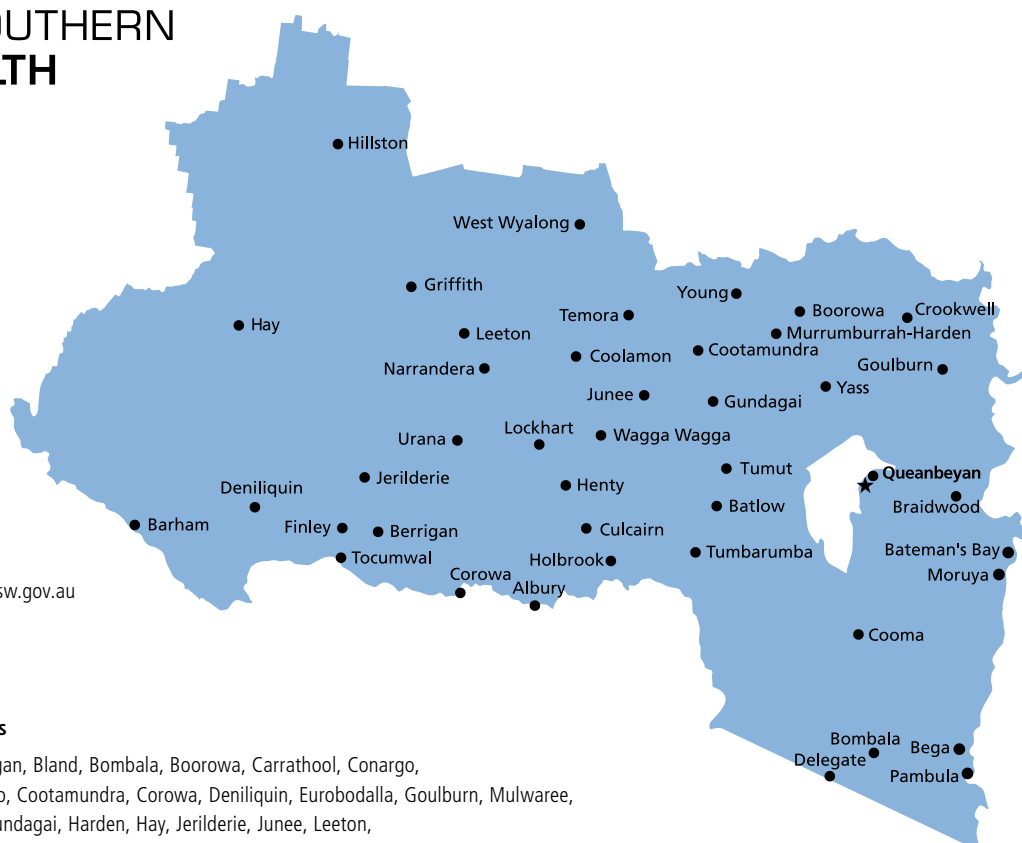 OUTHERN
LTH
Hillston
West Wyalong
Griffith
Young
Crookwell
Boorowa
Temora
Hay
Leeton
Murrumburrah-Harden
Cootamundra
Coolamon
Goulburn
Narrandera
Yass
Junee
Gundagai
Lockhart
Wagga Wagga
Urana
Tumut
Queanbeyan
Jerilderie
Henty
Deniliquin
Batlow
Braidwood
Barham
Finley
Berrigan
Culcairn
Tumbarumba
Bateman's Bay
Tocumwal
Holbrook
Corowa
Moruya
Albury
sw.gov.au
Cooma
s
Bombala
Bega
Delegate
Pambula
gan, Bland, Bombala, Boorowa, Carrathool, Conargo,
o, Cootamundra, Corowa, Deniliquin, Eurobodalla, Goulburn, Mulwaree,
undagai, Harden, Hay, Jerilderie, Junee, Leeton,